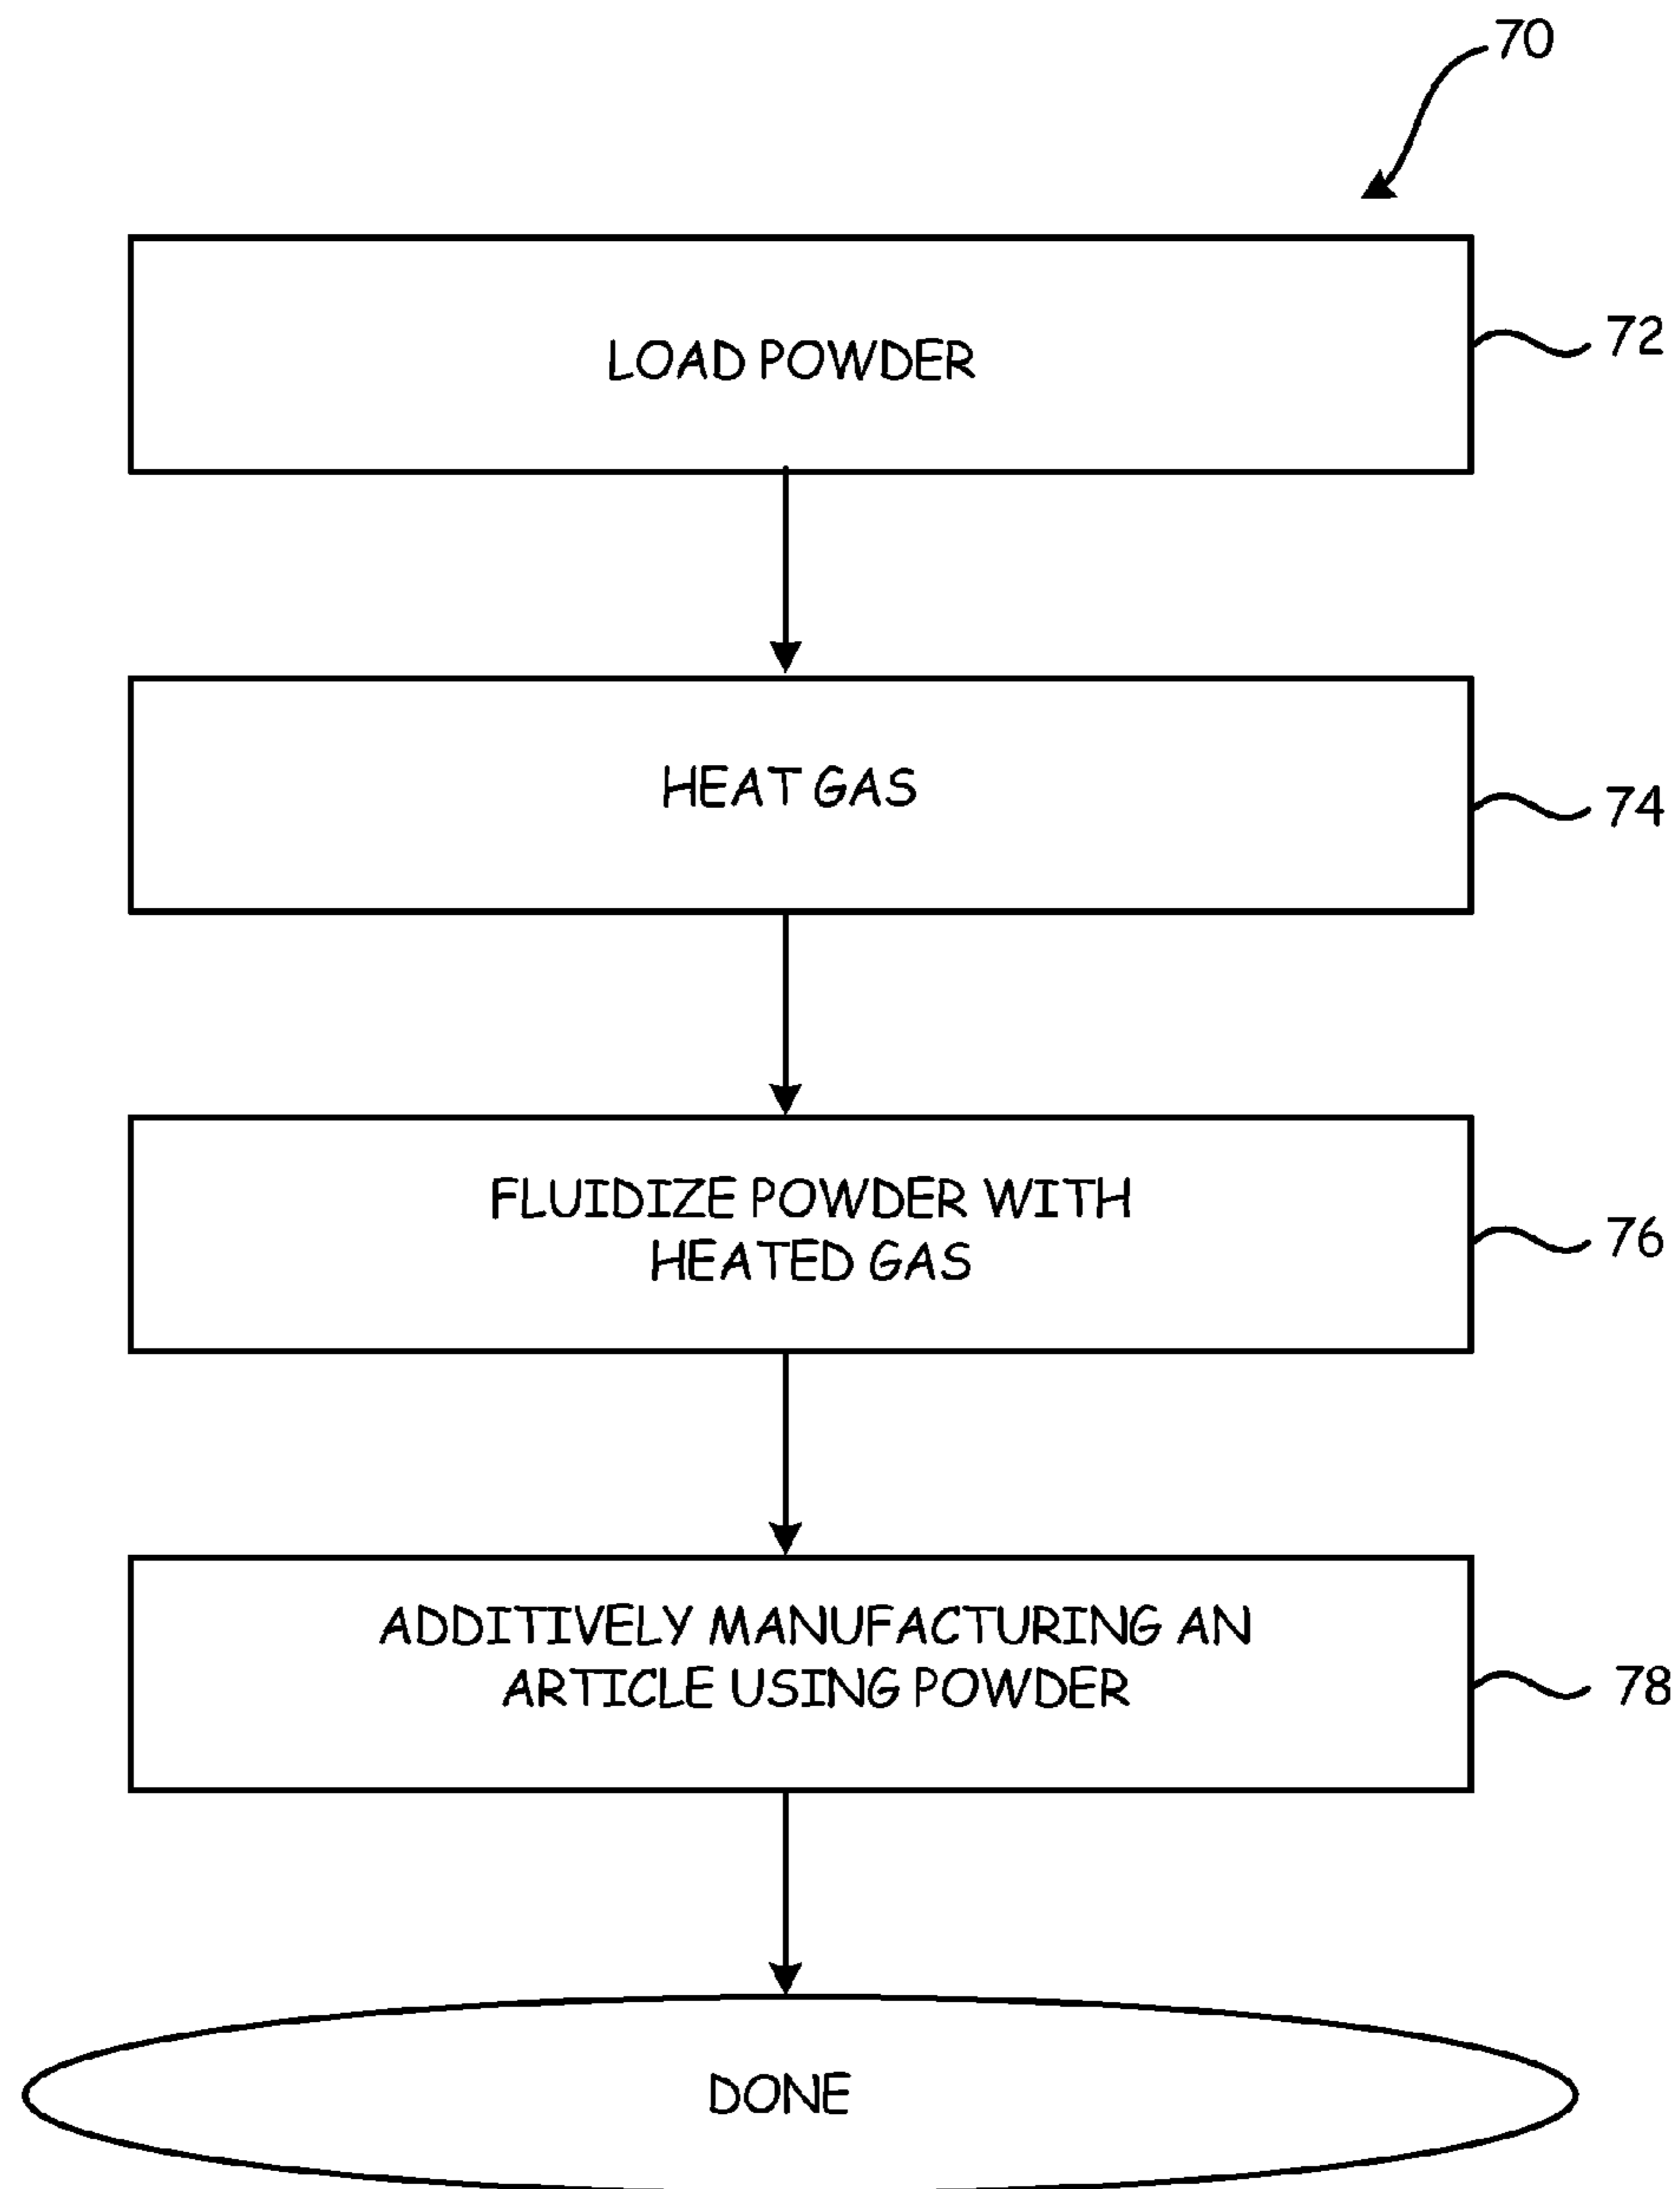 70
LOAD POWDER
72
HEAT GAS
74
FLUIDIZE POWDER WITH
HEATED GAS
76
ADDITIVELY MANUFACTURING AN
ARTICLE USING POWDER
78
DONE